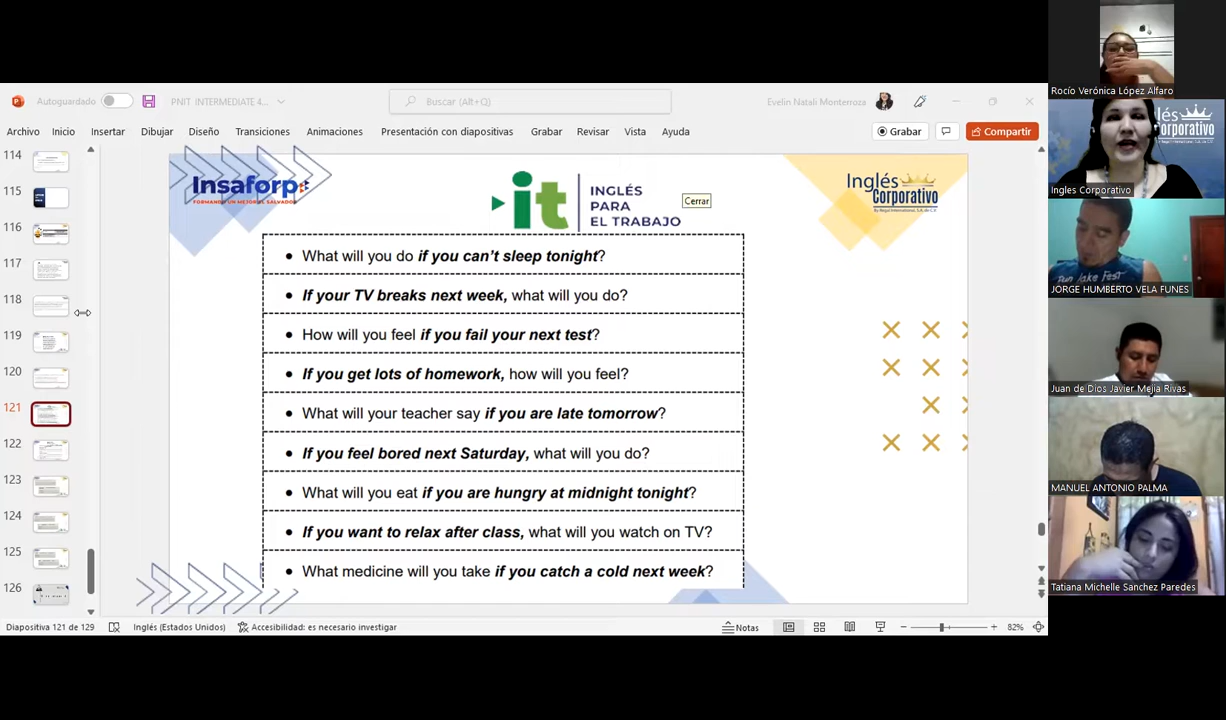 Autoguardado
PNIT INTERMEDIATE 4...
Buscar (Alt+Q)
Evelin Natali Monterroza
Archivo Inicio Insertar Dibujar Diseño Transiciones Animaciones Presentación con diapositivas Grabar Revisar Vista Ayuda
Grabar
Compartir
114
115
116
117
118
119
120
121
122
123
124
125
126
Insaforp
FORMANDO UN MEJOR EL SALVADOR
it
INGLÉS
PARA
EL TRABAJO
Cerrar
Inglés
Corporativo
• What will you do if you can't sleep tonight?
• If your TV breaks next week, what will you do?
• How will you feel if you fail your next test?
• If you get lots of homework, how will you feel?
• What will your teacher say if you are late tomorrow?
• If you feel bored next Saturday, what will you do?
• What will you eat if you are hungry at midnight tonight?
• If you want to relax after class, what will you watch on TV?
• What medicine will you take if you catch a cold next week?
Diapositiva 121 de 129
Inglés (Estados Unidos)
Accesibilidad: es necesario investigar
Notas
82%
Rocío Verónica López Alfaro
lés
Corporativo
Ingles Corporativo
JORGE HUMBERTO VELA FUNES
Juan de Dios Javier Mejia Rivas
MANUEL ANTONIO PALMA
Tatiana Michelle Sanchez Paredes